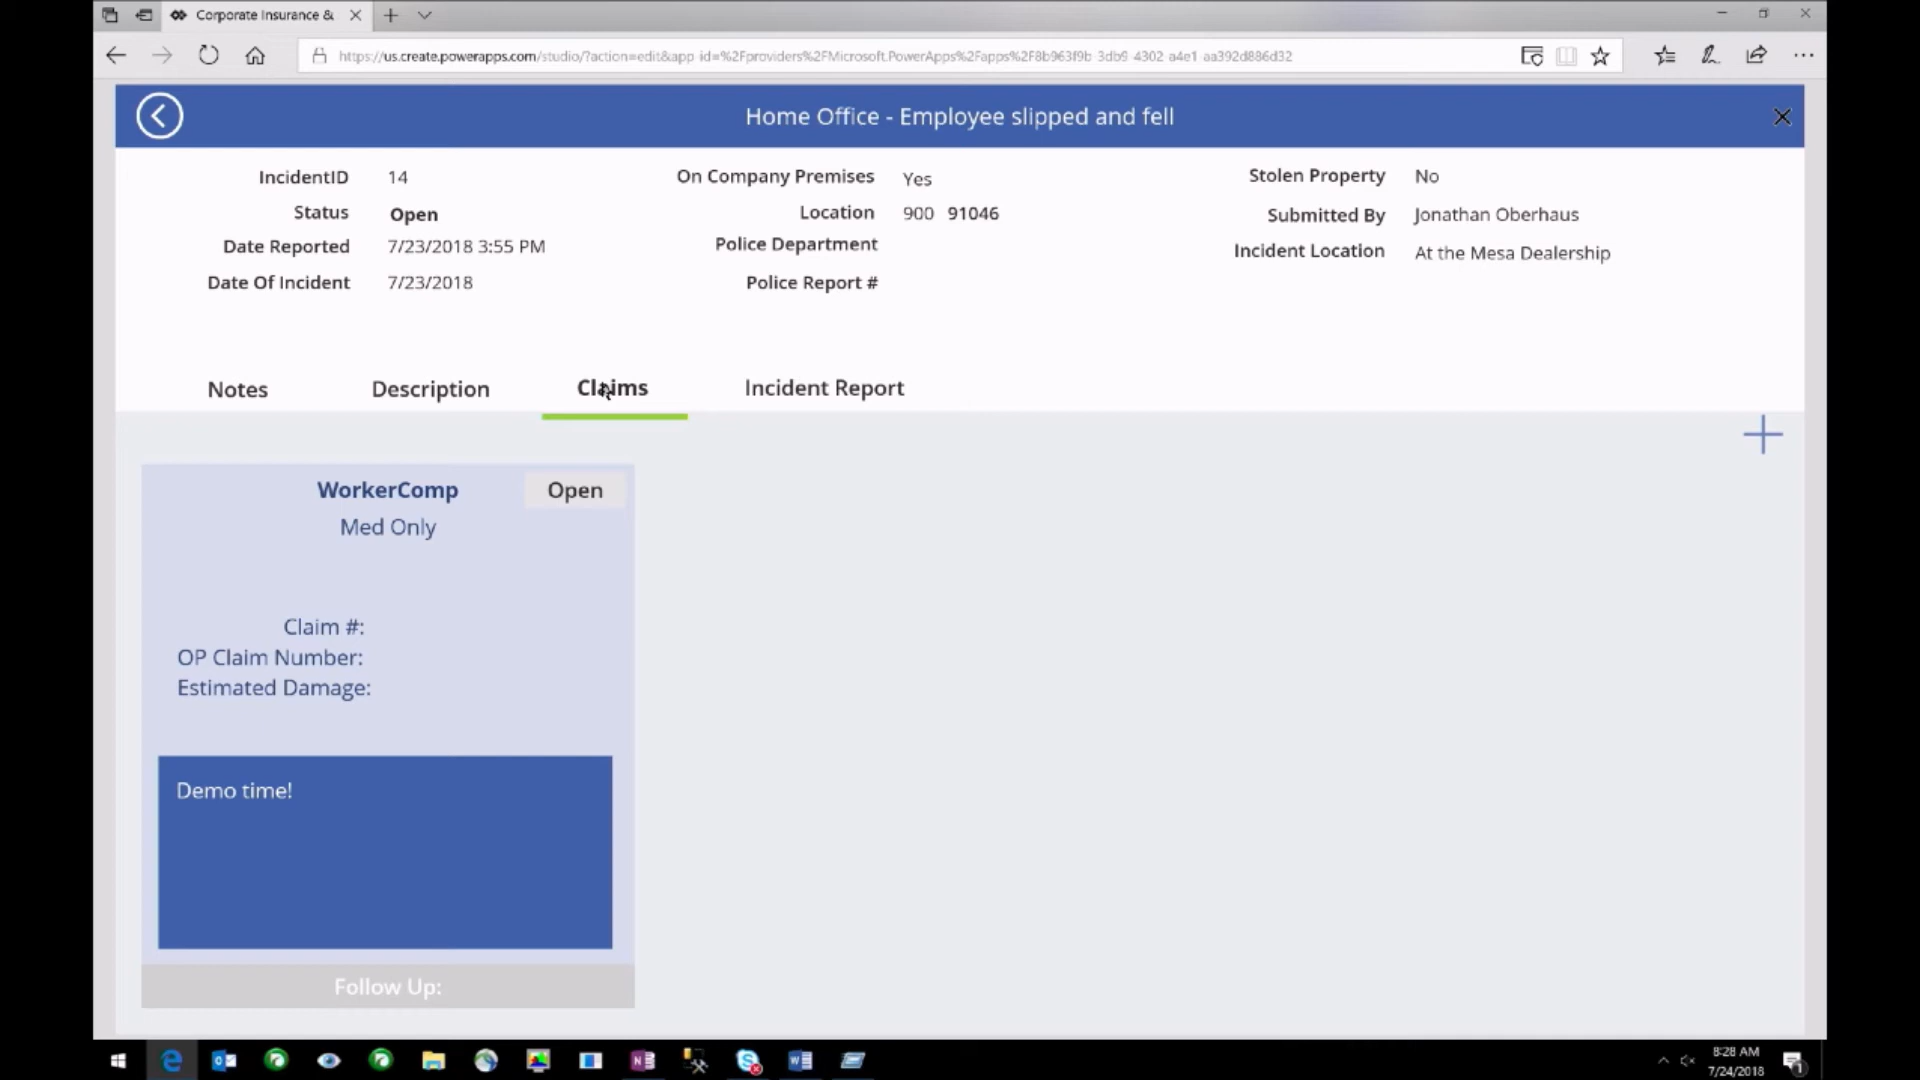 Corporate Insurance &
https://us.create.powerapps.com/studio/?action=edit&app-id=%2Fproviders%2FMicrosoft.PowerApps%2Fapps%2F8b963f9b-3db9-4302-a4e1-aa392d886d32
Home Office - Employee slipped and fell
IncidentID 14
Status Open
Date Reported 7/23/2018 3:55 PM
Date Of Incident 7/23/2018
On Company Premises Yes
Location 900 91046
Police Department
Police Report #
Stolen Property No
Submitted By Jonathan Oberhaus
Incident Location At the Mesa Dealership
Notes Description Claims Incident Report
WorkerComp Open
Med Only
Claim #:
OP Claim Number:
Estimated Damage:
Demo time!
Follow Up:
8:28 AM
7/24/2018